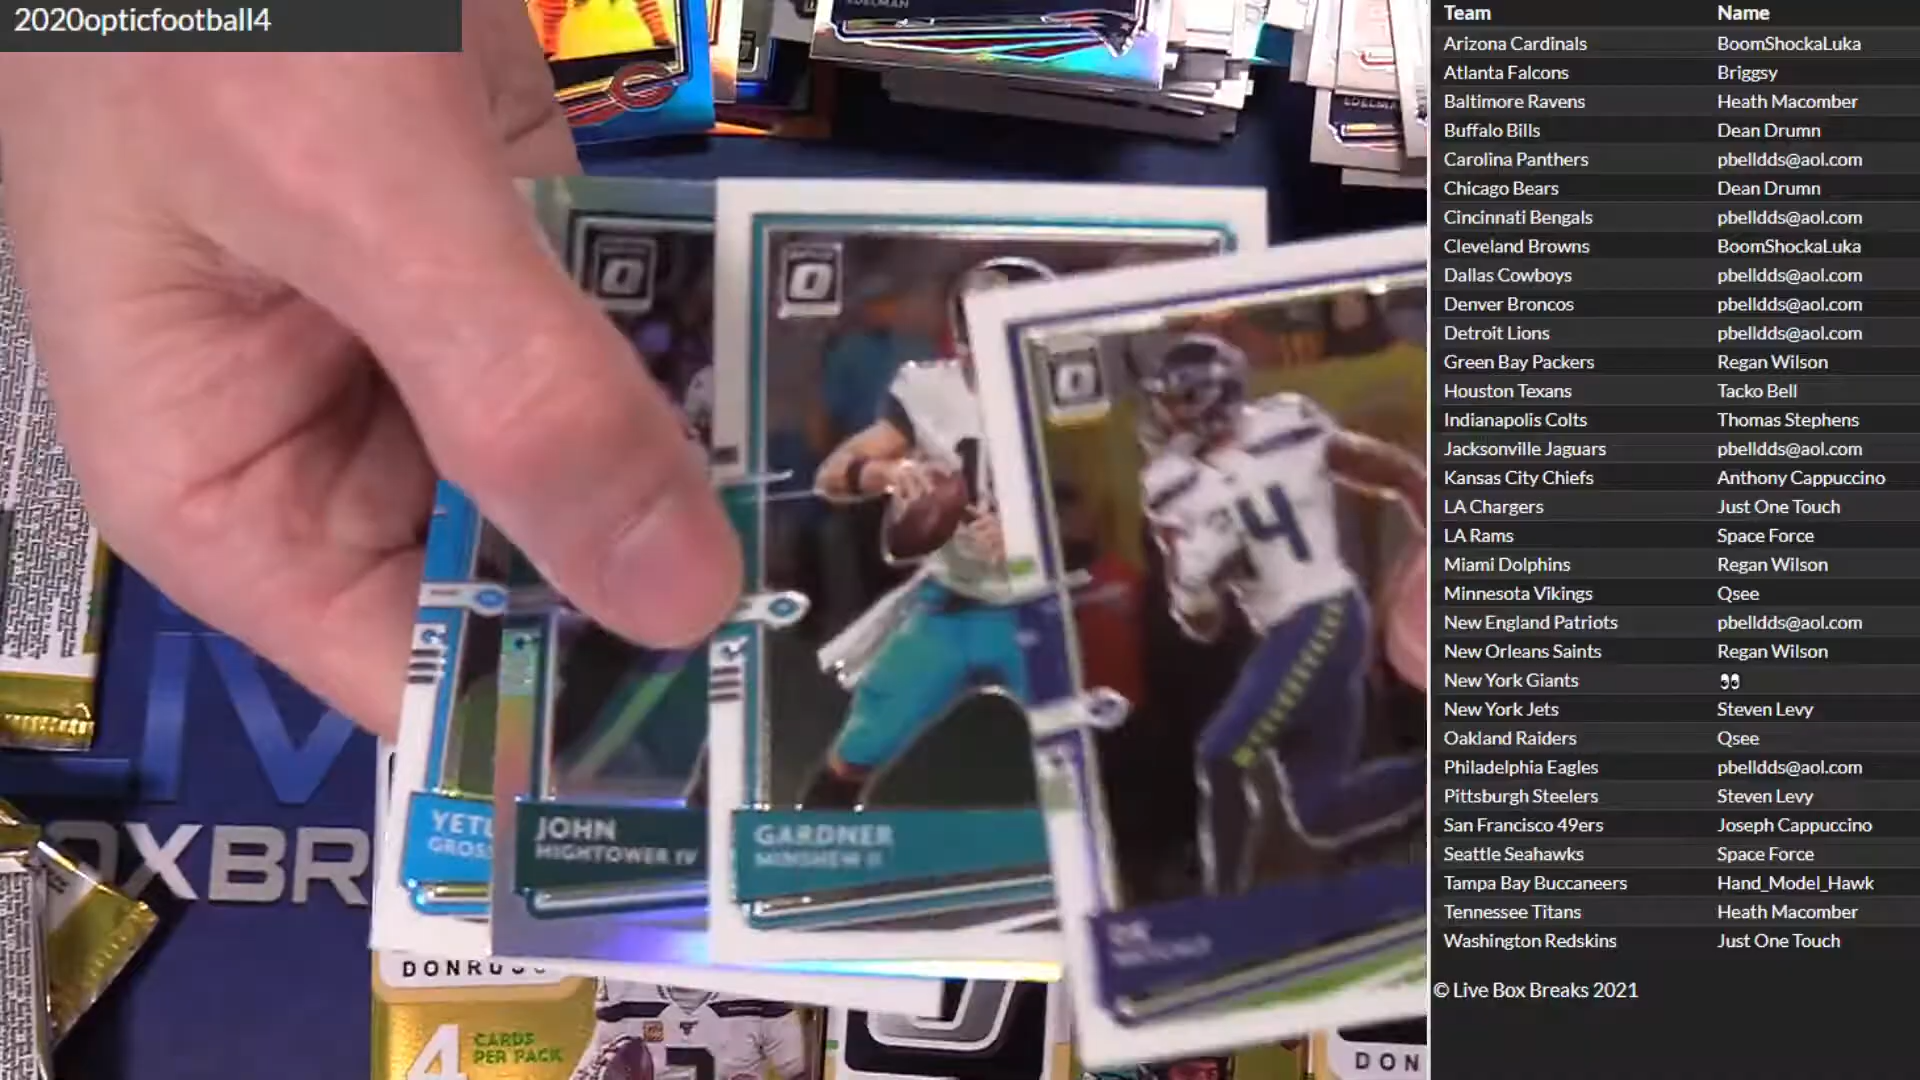 2020opticfootball4
EDELMAN
YETU
GROS
JOHN
HIGHTOWER IV
GARDNER
MINSHEW II
14
OXBR
DONRUSS
4
CARDS
PER PACK
DON
Team Name
Arizona Cardinals BoomShockaLuka
Atlanta Falcons Briggsy
Baltimore Ravens Heath Macomber
Buffalo Bills Dean Drumn
Carolina Panthers pbelldds@aol.com
Chicago Bears Dean Drumn
Cincinnati Bengals pbelldds@aol.com
Cleveland Browns BoomShockaLuka
Dallas Cowboys pbelldds@aol.com
Denver Broncos pbelldds@aol.com
Detroit Lions pbelldds@aol.com
Green Bay Packers Regan Wilson
Houston Texans Tacko Bell
Indianapolis Colts Thomas Stephens
Jacksonville Jaguars pbelldds@aol.com
Kansas City Chiefs Anthony Cappuccino
LA Chargers Just One Touch
LA Rams Space Force
Miami Dolphins Regan Wilson
Minnesota Vikings Qsee
New England Patriots pbelldds@aol.com
New Orleans Saints Regan Wilson
New York Giants 👀
New York Jets Steven Levy
Oakland Raiders Qsee
Philadelphia Eagles pbelldds@aol.com
Pittsburgh Steelers Steven Levy
San Francisco 49ers Joseph Cappuccino
Seattle Seahawks Space Force
Tampa Bay Buccaneers Hand_Model_Hawk
Tennessee Titans Heath Macomber
Washington Redskins Just One Touch
© Live Box Breaks 2021